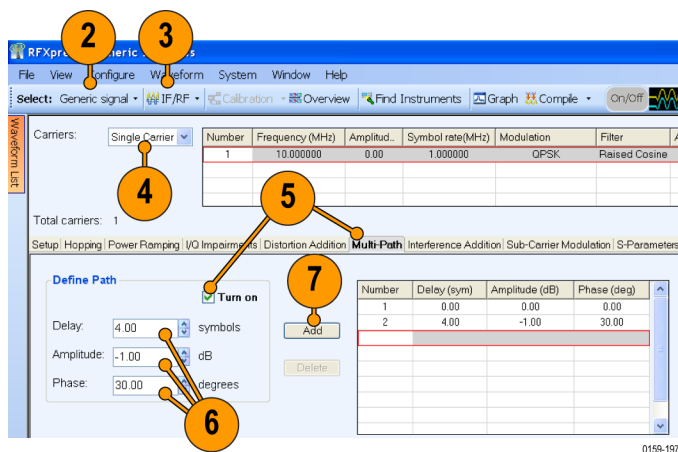 2 3
RFXpre neric s
File View Configure Waveform System Window Help
Select: Generic signal IF/RF Calibration Overview Find Instruments Graph Compile On/Off
Waveform List
Carriers: Single Carrier
Number Frequency (MHz) Amplitud.. Symbol rate(MHz) Modulation Filter A
1 10.000000 0.00 1.000000 QPSK Raised Cosine
4 5
Total carriers: 1
Setup Hopping Power Ramping I/Q Impairments Distortion Addition Multi-Path Interference Addition Sub-Carrier Modulation S-Parameters
Define Path
Turn on
7
Delay: 4.00 symbols
Amplitude: -1.00 dB
Phase: 30.00 degrees
6
Add
Delete
Number Delay (sym) Amplitude (dB) Phase (deg)
1 0.00 0.00 0.00
2 4.00 -1.00 30.00
0159-197